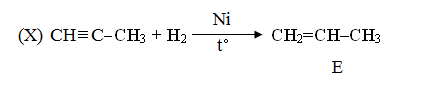 (X) CH≡C–CH₃ + H₂ —Ni / t°→ CH₂=CH–CH₃
E